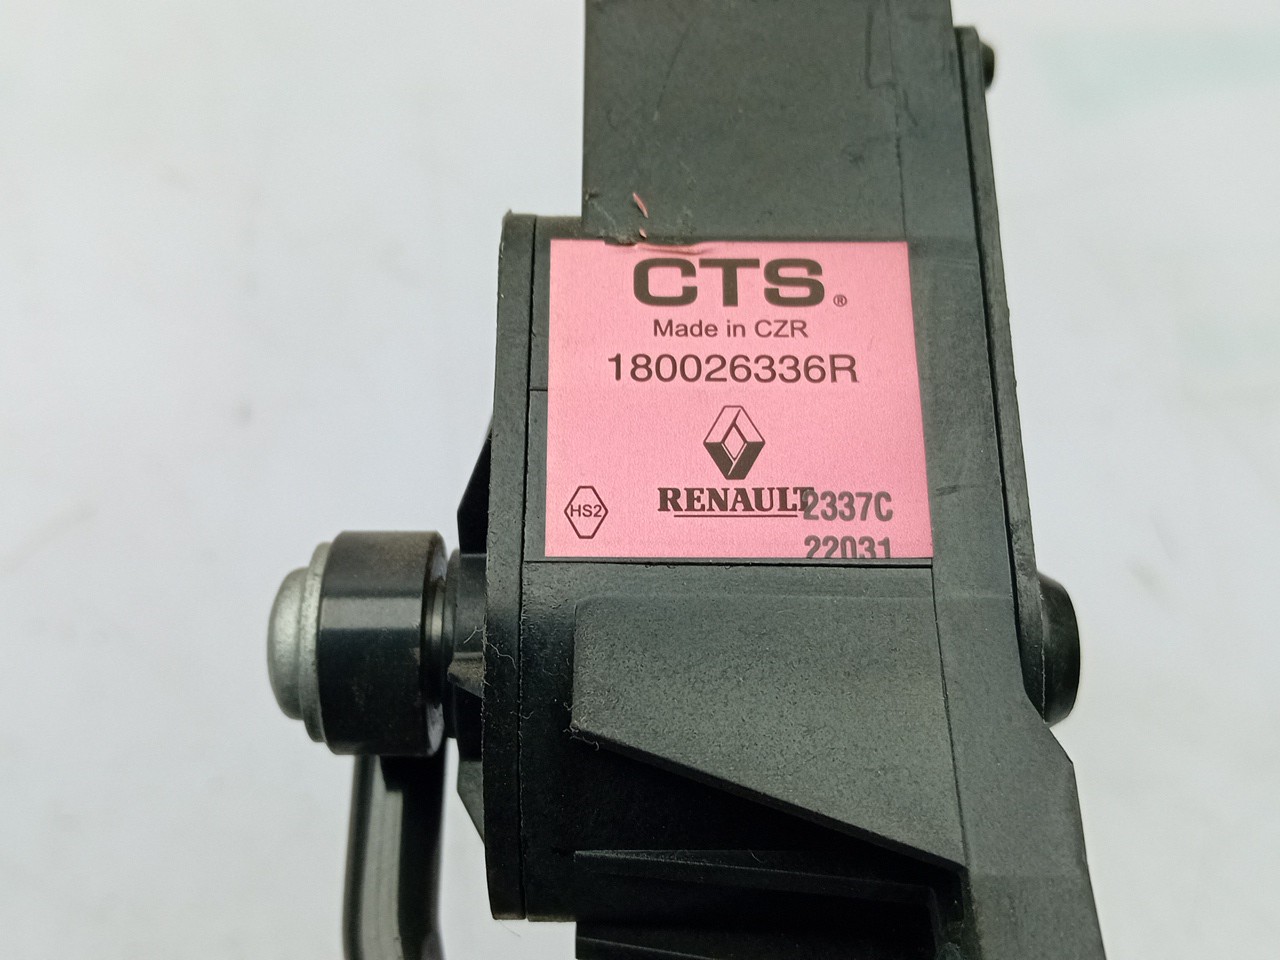 CTS®
Made in CZR
180026336R
HS2
RENAULT 2337C
22031